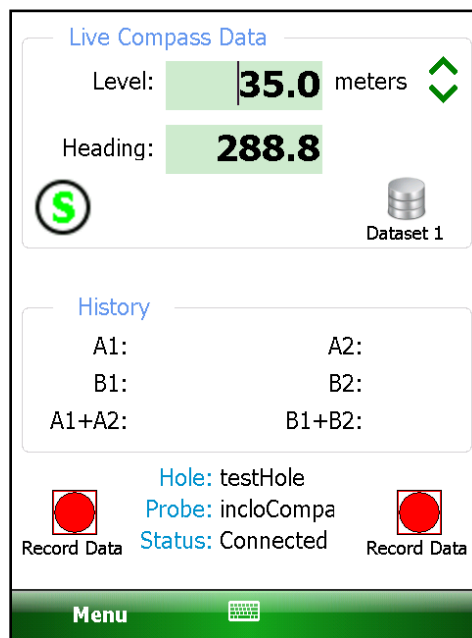 Live Compass Data
Level: 35.0 meters
Heading: 288.8
S
Dataset 1
History
A1: A2:
B1: B2:
A1+A2: B1+B2:
Hole: testHole
Probe: incloCompa
Status: Connected
Record Data Record Data
Menu